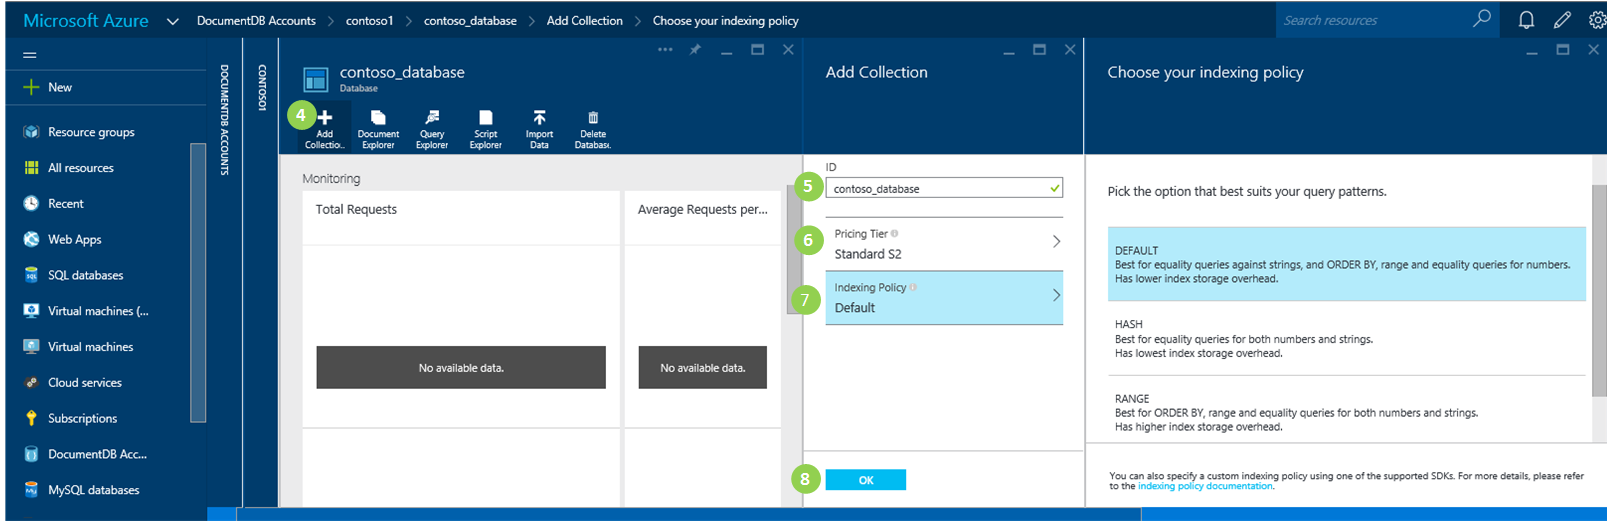 Microsoft Azure
DocumentDB Accounts > contoso1 > contoso_database > Add Collection > Choose your indexing policy
Search resources
New
Resource groups
All resources
Recent
Web Apps
SQL databases
Virtual machines (...
Virtual machines
Cloud services
Subscriptions
DocumentDB Acc...
MySQL databases
DOCUMENTDB ACCOUNTS
CONTOSO1
contoso_database
Database
4
Add
Collectio...
Document
Explorer
Query
Explorer
Script
Explorer
Import
Data
Delete
Database.
Monitoring
Total Requests
No available data.
Average Requests per...
No available data.
Add Collection
ID
5
contoso_database
6
Pricing Tier
Standard S2
7
Indexing Policy
Default
8
OK
Choose your indexing policy
Pick the option that best suits your query patterns.
DEFAULT
Best for equality queries against strings, and ORDER BY, range and equality queries for numbers.
Has lower index storage overhead.
HASH
Best for equality queries for both numbers and strings.
Has lowest index storage overhead.
RANGE
Best for ORDER BY, range and equality queries for both numbers and strings.
Has higher index storage overhead.
You can also specify a custom indexing policy using one of the supported SDKs. For more details, please refer
to the indexing policy documentation.